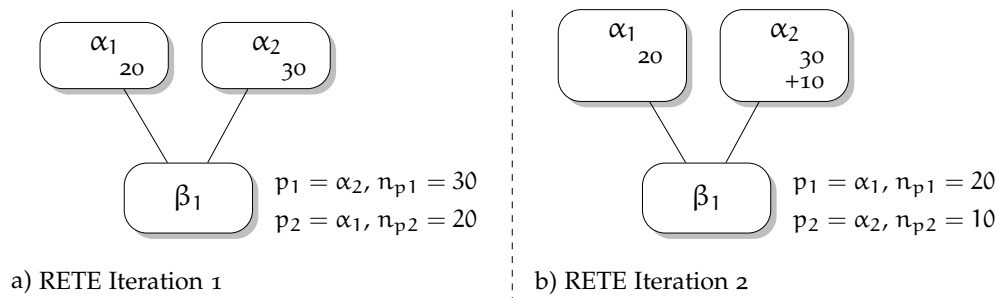 α₁
20
α₂
30
β₁
p₁ = α₂, nₚ₁ = 30
p₂ = α₁, nₚ₂ = 20
a) RETE Iteration 1
α₁
20
α₂
30
+10
β₁
p₁ = α₁, nₚ₁ = 20
p₂ = α₂, nₚ₂ = 10
b) RETE Iteration 2